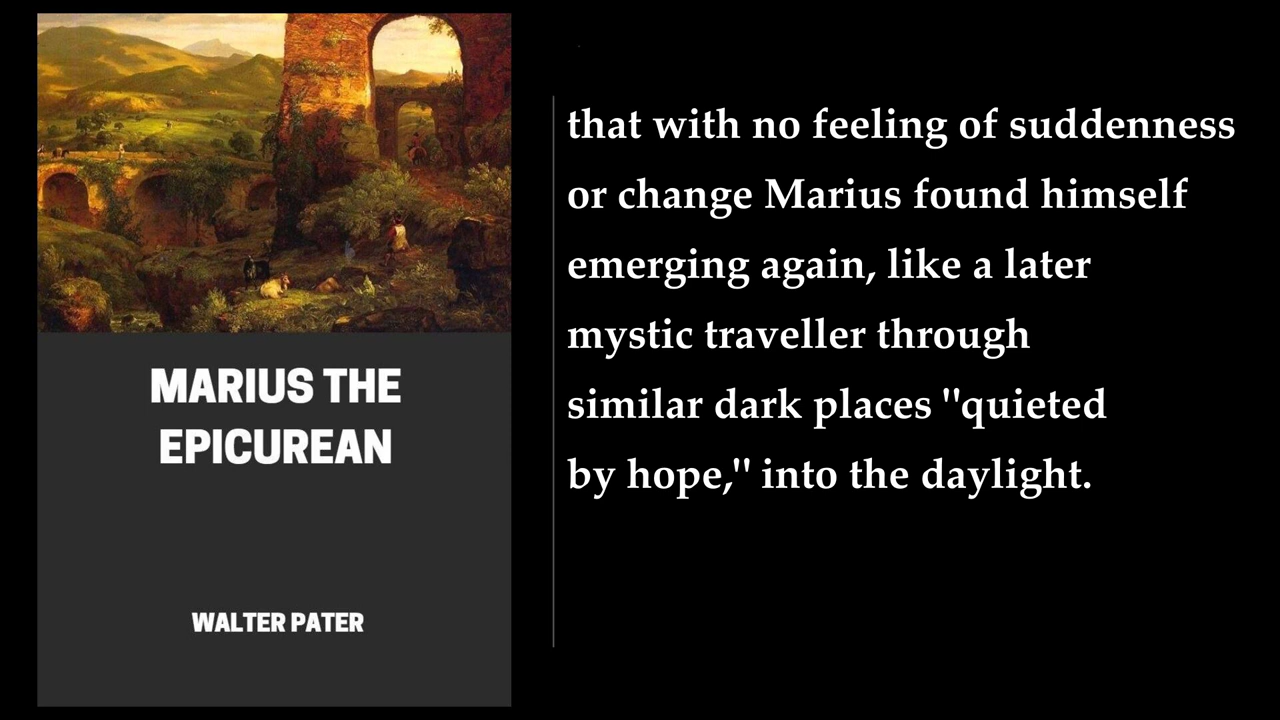 MARIUS THE
EPICUREAN
WALTER PATER
that with no feeling of suddenness
or change Marius found himself
emerging again, like a later
mystic traveller through
similar dark places "quieted
by hope," into the daylight.